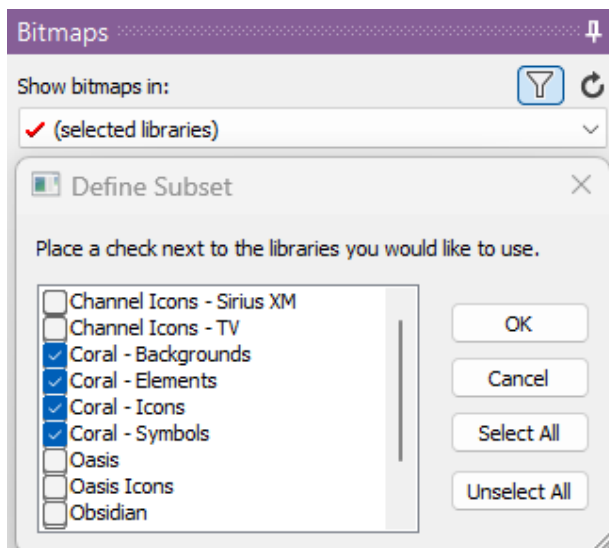 Bitmaps
Show bitmaps in:
(selected libraries)
Define Subset
Place a check next to the libraries you would like to use.
Channel Icons - Sirius XM
Channel Icons - TV
Coral - Backgrounds
Coral - Elements
Coral - Icons
Coral - Symbols
Oasis
Oasis Icons
Obsidian
OK
Cancel
Select All
Unselect All